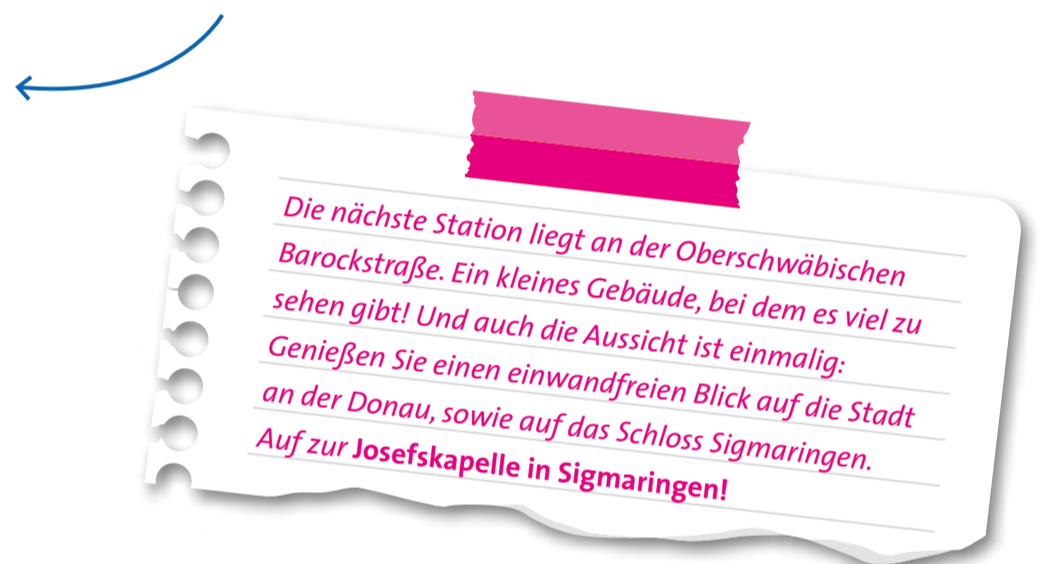 Die nächste Station liegt an der Oberschwäbischen
Barockstraße. Ein kleines Gebäude, bei dem es viel zu
sehen gibt! Und auch die Aussicht ist einmalig:
Genießen Sie einen einwandfreien Blick auf die Stadt
an der Donau, sowie auf das Schloss Sigmaringen.
Auf zur Josefskapelle in Sigmaringen!